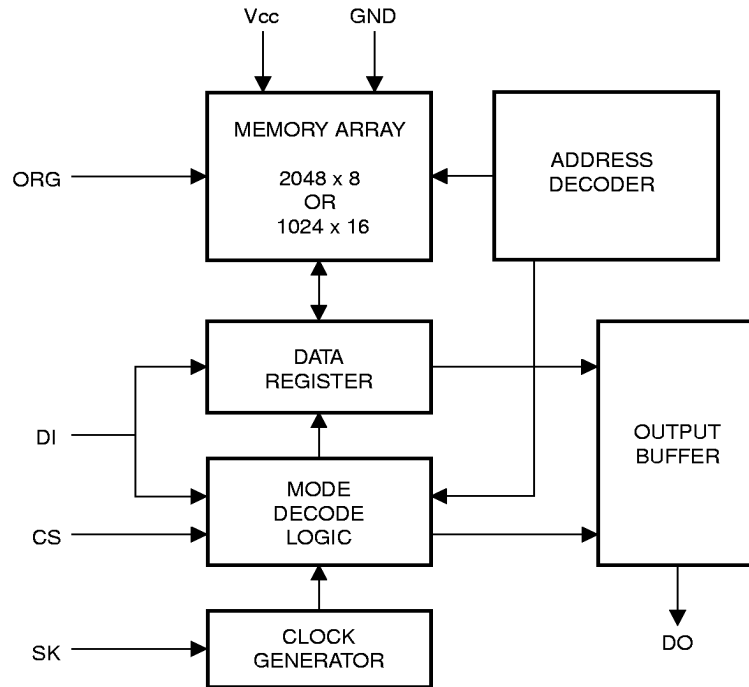 Vcc
GND
MEMORY ARRAY
2048 x 8
OR
1024 x 16
ADDRESS
DECODER
ORG
DATA
REGISTER
DI
OUTPUT
BUFFER
MODE
DECODE
LOGIC
CS
CLOCK
GENERATOR
SK
DO